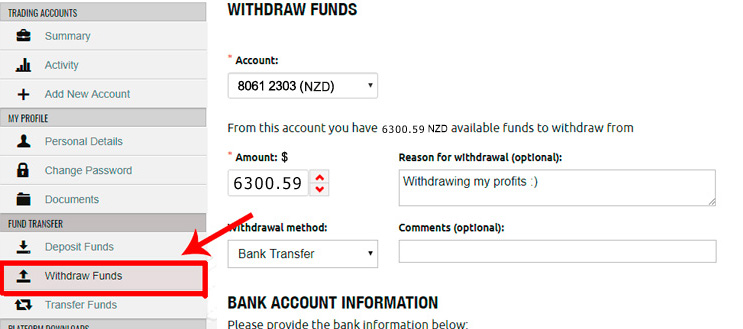 TRADING ACCOUNTS
Summary
Activity
Add New Account
MY PROFILE
Personal Details
Change Password
Documents
FUND TRANSFER
Deposit Funds
Withdraw Funds
Transfer Funds
PLATFORM DOWNLOADS
WITHDRAW FUNDS
* Account:
8061 2303 (NZD)
From this account you have 6300.59 NZD available funds to withdraw from
* Amount: $
6300.59
Reason for withdrawal (optional):
Withdrawing my profits :)
Withdrawal method:
Bank Transfer
Comments (optional):
BANK ACCOUNT INFORMATION
Please provide the bank information below: